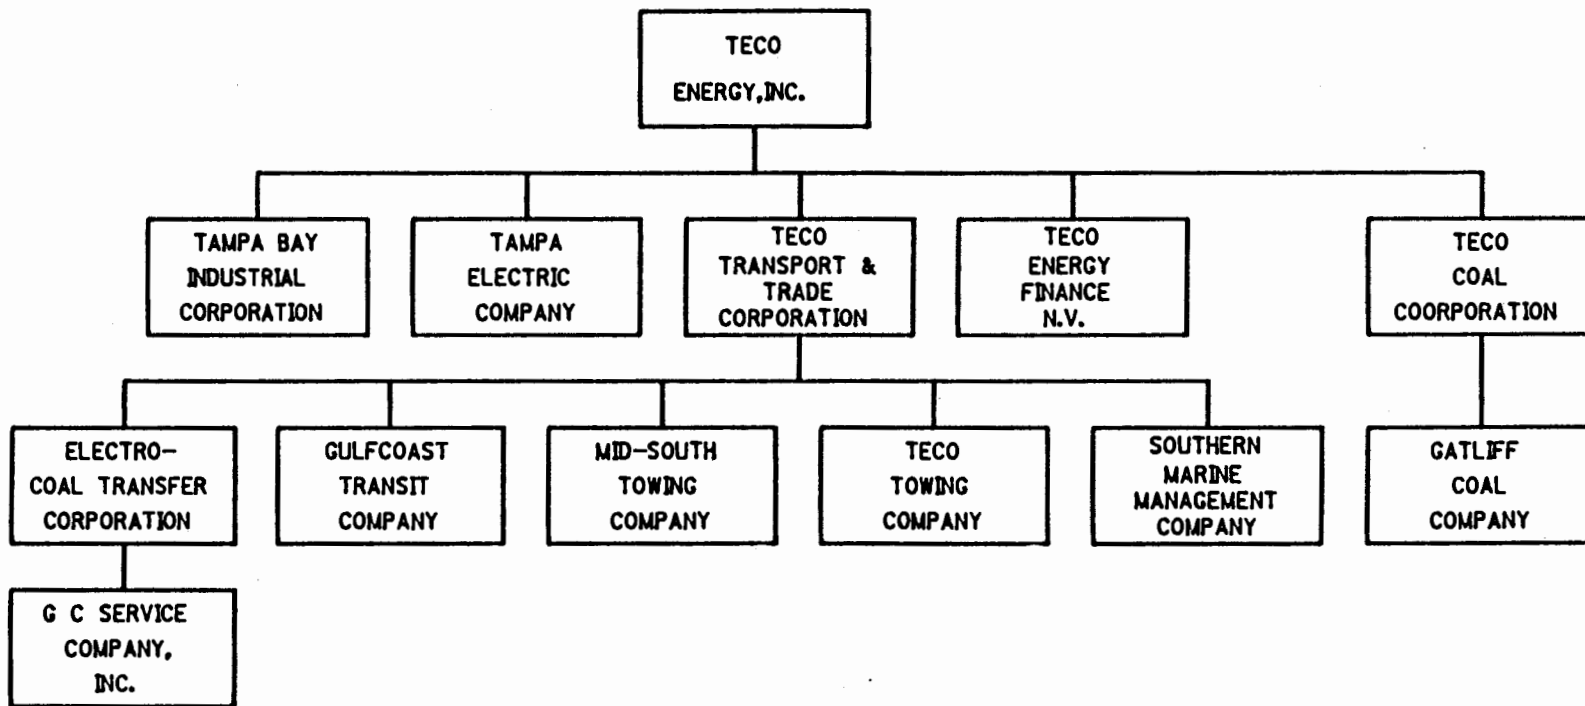 TECO
ENERGY,INC.
TAMPA BAY
INDUSTRIAL
CORPORATION
TAMPA
ELECTRIC
COMPANY
TECO
TRANSPORT &
TRADE
CORPORATION
TECO
ENERGY
FINANCE
N.V.
TECO
COAL
COORPORATION
ELECTRO-
COAL TRANSFER
CORPORATION
GULFCOAST
TRANSIT
COMPANY
MID-SOUTH
TOWING
COMPANY
TECO
TOWING
COMPANY
SOUTHERN
MARINE
MANAGEMENT
COMPANY
GATLIFF
COAL
COMPANY
G C SERVICE
COMPANY,
INC.